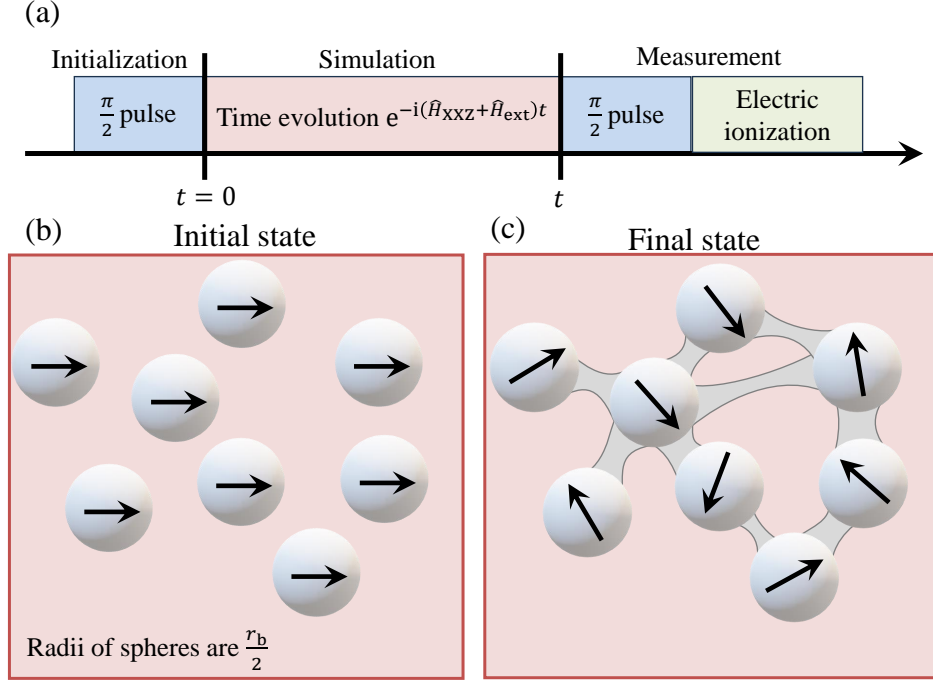 (a)
Initialization Simulation Measurement
π/2 pulse Time evolution e^{-i(Ĥ_XXZ+Ĥ_ext)t} π/2 pulse Electric
ionization
t = 0 t
(b) Initial state
Radii of spheres are r_b/2
(c) Final state